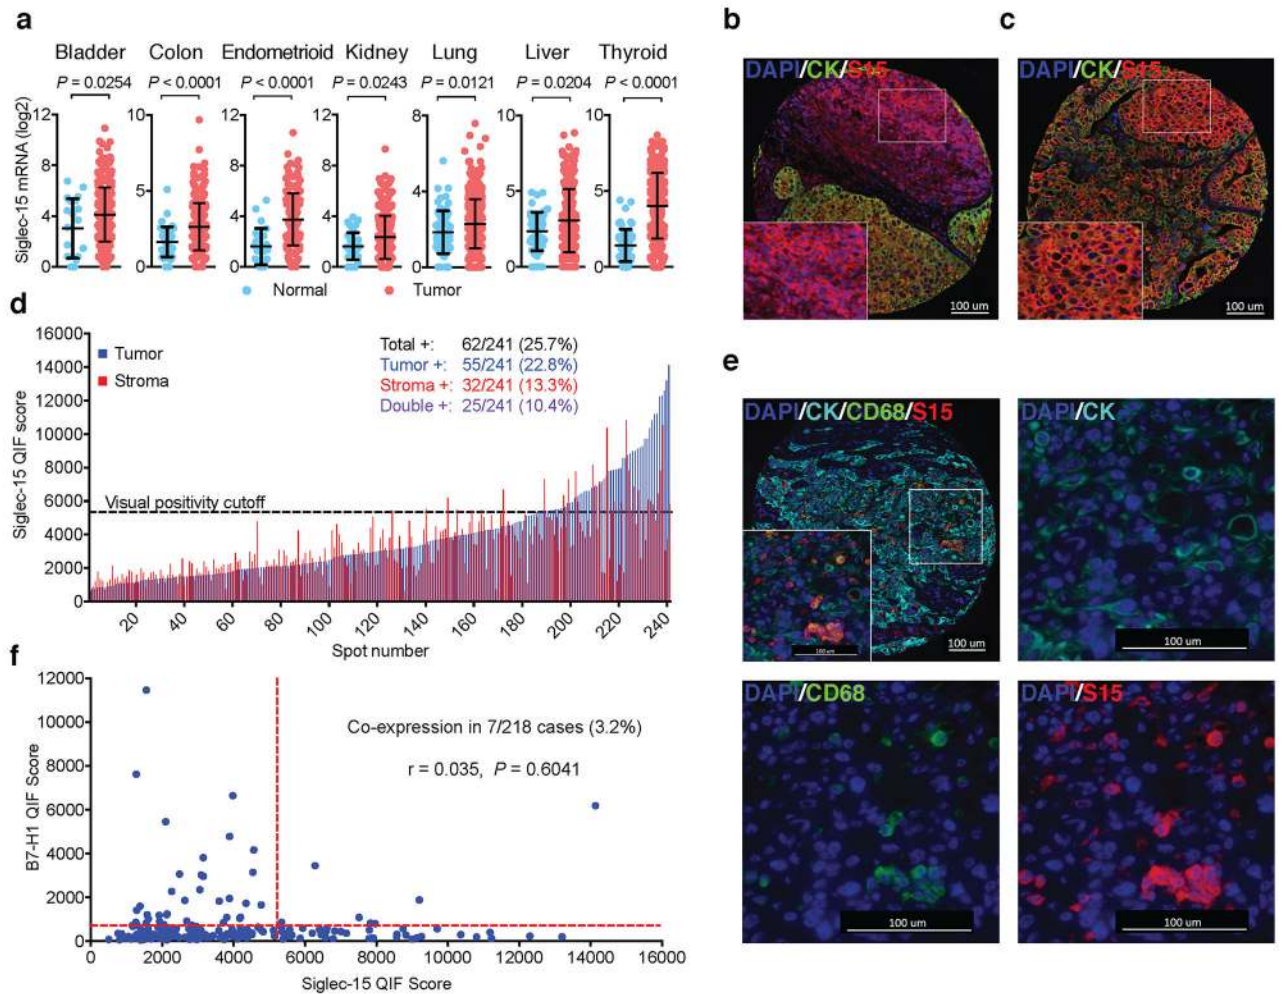 a
Bladder Colon Endometrioid Kidney Lung Liver Thyroid
P = 0.0254 P < 0.0001 P < 0.0001 P = 0.0243 P = 0.0121 P = 0.0204 P < 0.0001
Siglec-15 mRNA (log2)
12 8 4 0
10 5 0
12 8 4 0
12 8 4 0
8 4 0
10 5 0
10 5 0
Normal Tumor
b
DAPI/CK/S15
100 um
c
DAPI/CK/S15
100 um
d
Siglec-15 QIF score
16000
14000
12000
10000
8000
6000
4000
2000
0
Tumor
Stroma
Total +: 62/241 (25.7%)
Tumor +: 55/241 (22.8%)
Stroma +: 32/241 (13.3%)
Double +: 25/241 (10.4%)
Visual positivity cutoff
20 40 60 80 100 120 140 160 180 200 220 240
Spot number
e
DAPI/CK/CD68/S15
100 um
100 um
DAPI/CK
100 um
DAPI/CD68
100 um
DAPI/S15
100 um
f
B7-H1 QIF Score
12000
10000
8000
6000
4000
2000
0
Co-expression in 7/218 cases (3.2%)
r = 0.035, P = 0.6041
0 2000 4000 6000 8000 10000 12000 14000 16000
Siglec-15 QIF Score